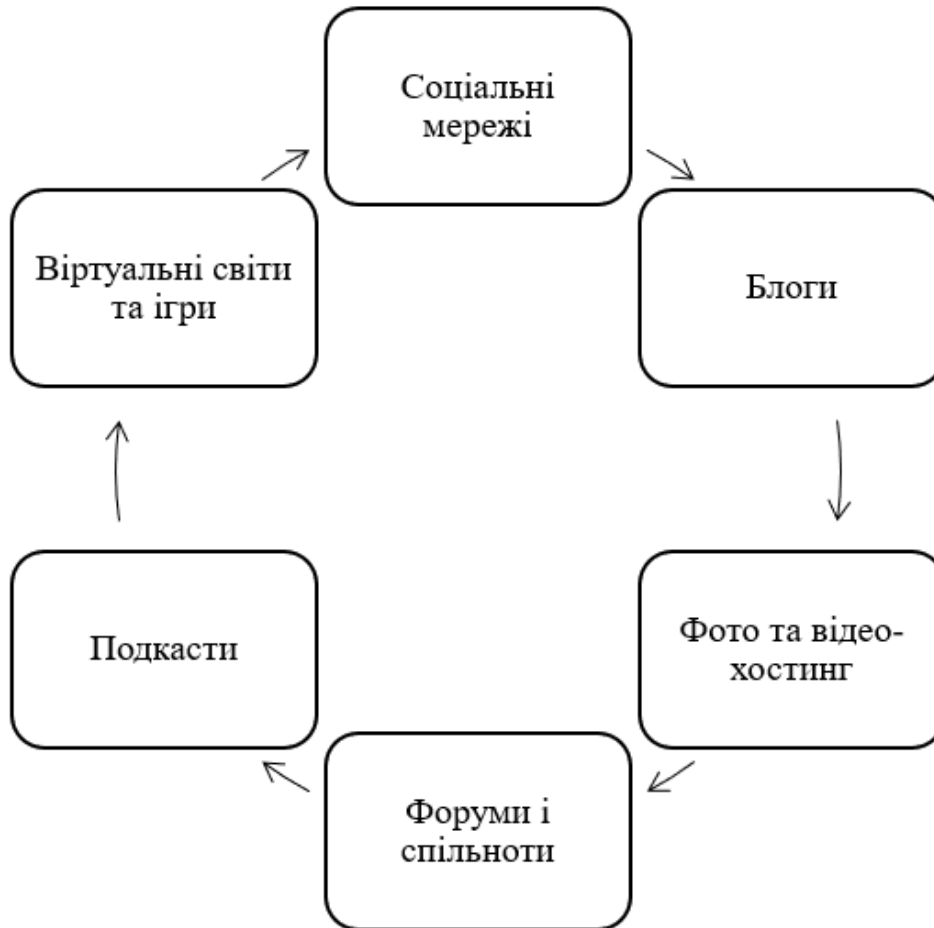 Соціальні
мережі
Блоги
Фото та відео-
хостинг
Форуми і
спільноти
Подкасти
Віртуальні світи
та ігри